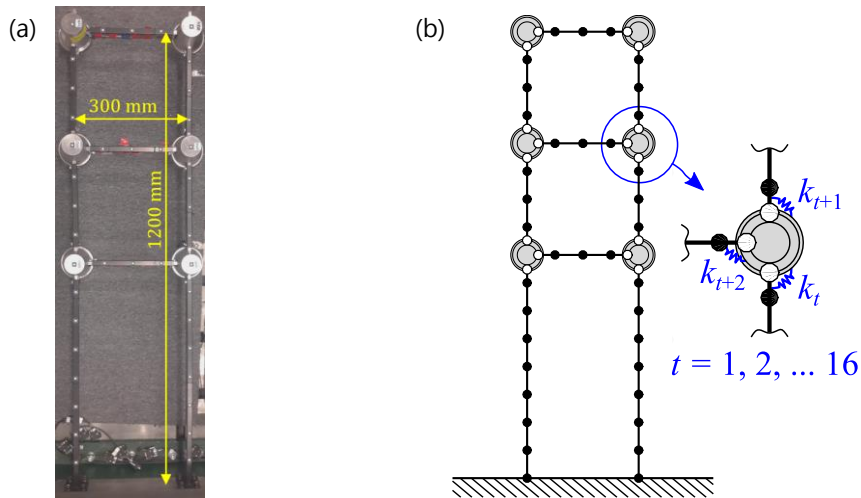 (a)
300 mm
1200 mm
(b)
k_{t+1}
k_{t+2}
k_t
t = 1, 2, ... 16